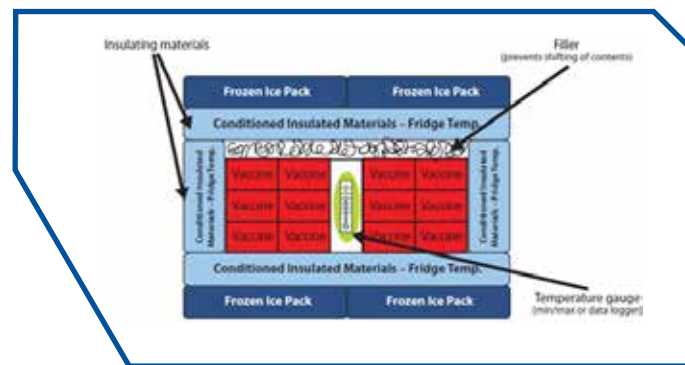 Insulating materials
Filler
(prevents shifting of contents)
Frozen Ice Pack
Frozen Ice Pack
Conditioned Insulated Materials – Fridge Temp.
Conditioned Insulated
Materials – Fridge Temp.
Vaccine Vaccine Vaccine Vaccine
Vaccine Vaccine Vaccine Vaccine
Vaccine Vaccine Vaccine Vaccine
Conditioned Insulated
Materials – Fridge Temp.
Conditioned Insulated Materials – Fridge Temp.
Frozen Ice Pack
Frozen Ice Pack
Temperature gauge
(min/max or data logger)